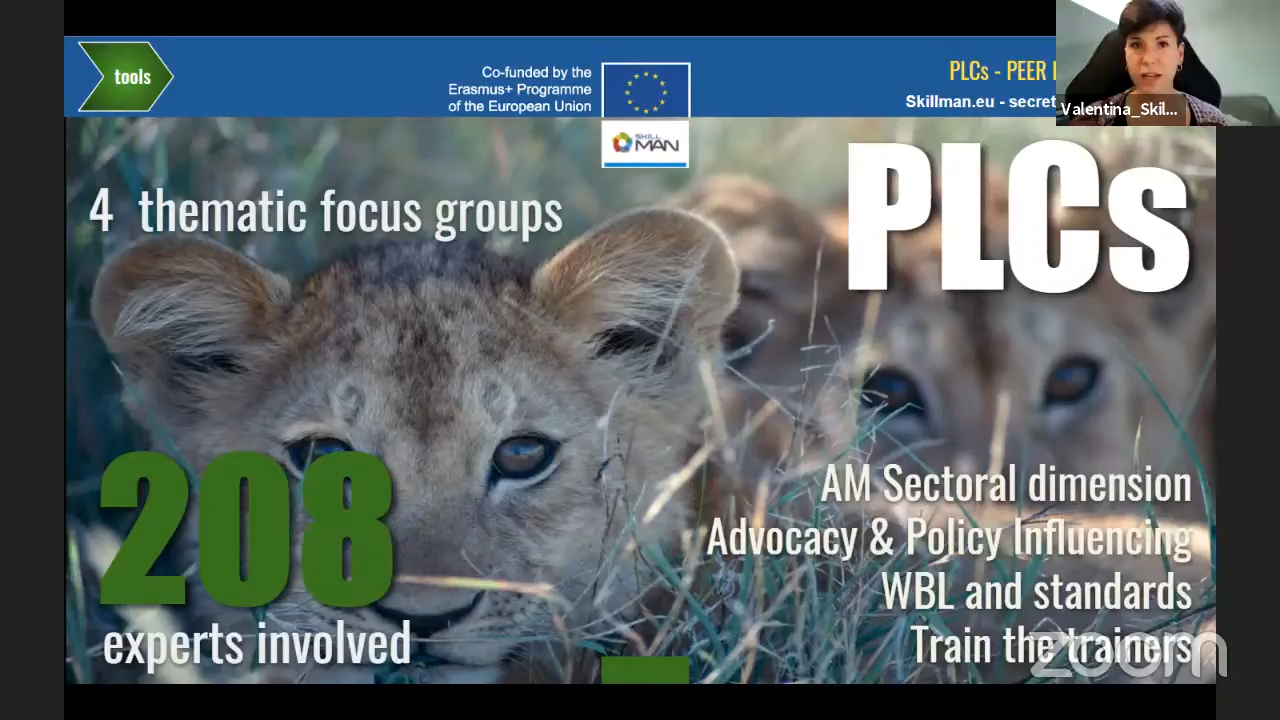 tools
Co-funded by the
Erasmus+ Programme
of the European Union
SKILL
MAN
PLCs - PEER
Skillman.eu - secret
Valentina_Skil...
4 thematic focus groups
PLCs
208
experts involved
AM Sectoral dimension
Advocacy & Policy Influencing
WBL and standards
Train the trainers
zoom